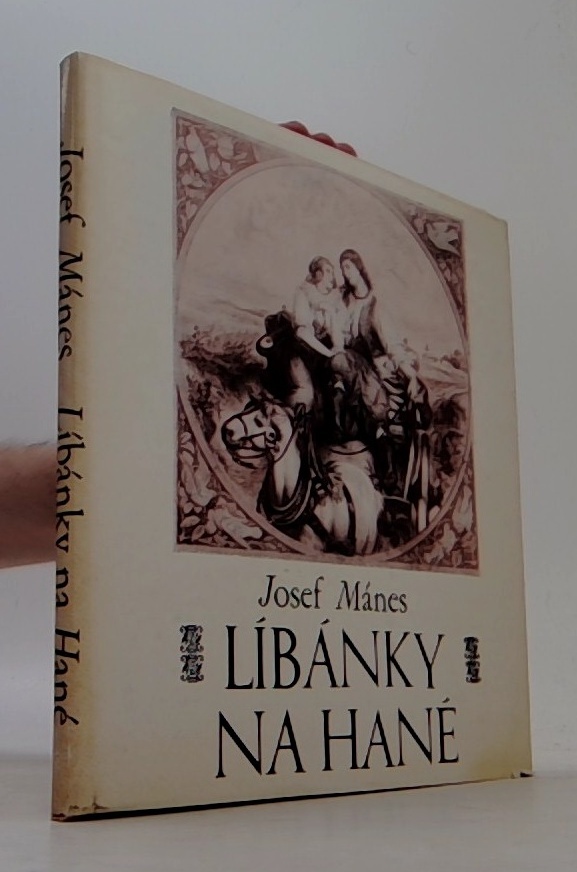 Josef Mánes Líbánky na Hané
Josef Mánes
LÍBÁNKY
NA HANÉ